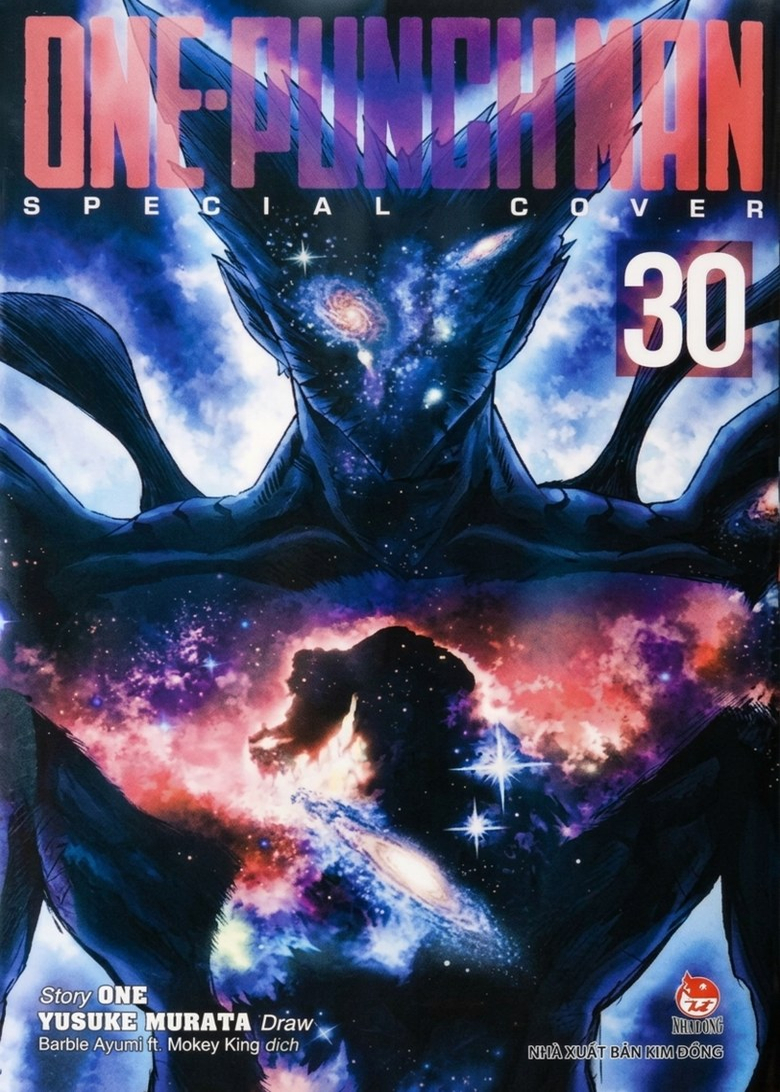 ONE-PUNCH MAN
SPECIAL COVER
30
Story ONE
YUSUKE MURATA Draw
Barble Ayumi ft. Mokey King dịch
NHÀ XUẤT BẢN KIM ĐỒNG